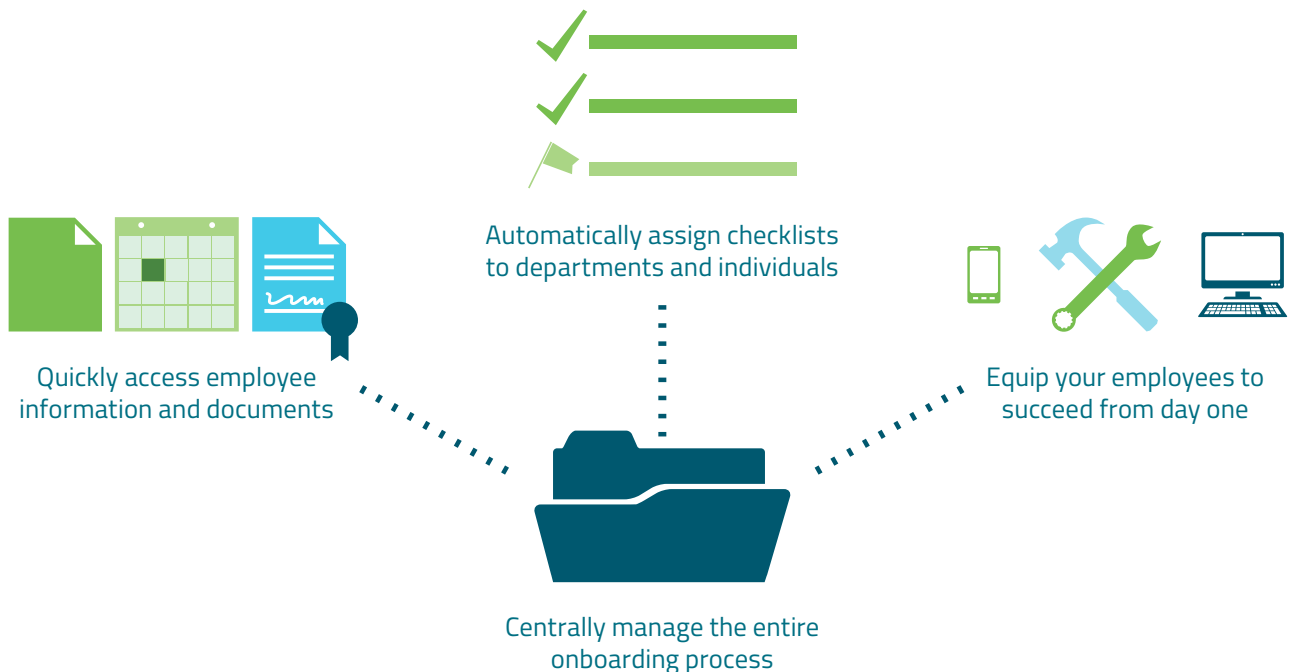 Automatically assign checklists
to departments and individuals
Quickly access employee
information and documents
Equip your employees to
succeed from day one
Centrally manage the entire
onboarding process